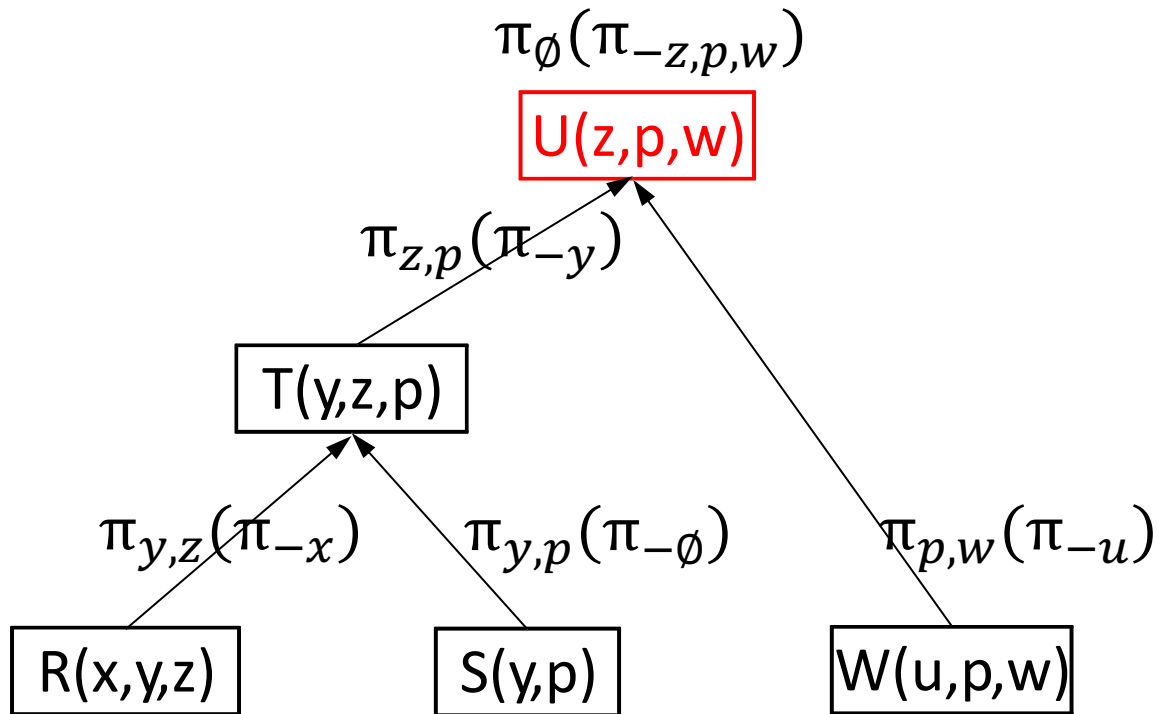 π∅(π−z,p,w)
U(z,p,w)
πz,p(π−y)
T(y,z,p)
πy,z(π−x) πy,p(π−∅) πp,w(π−u)
R(x,y,z) S(y,p) W(u,p,w)